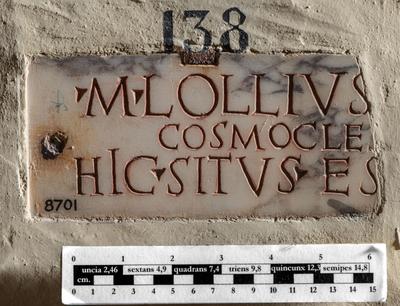 138
M·LOLLIVS
COSMOCLE
HIC·SITVS·ES
8701
0 1 2 3 4 5 6
uncia 2,46 sextans 4,9 quadrans 7,4 triens 9,8 quincunx 12,3 semipes 14,8
cm.
0 1 2 3 4 5 6 7 8 9 10 11 12 13 14 15